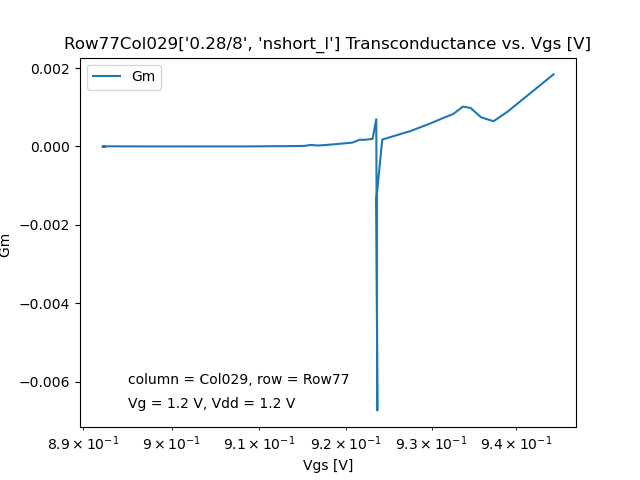 Row77Col029['0.28/8', 'nshort_l'] Transconductance vs. Vgs [V]
Gm
0.002
0.000
−0.002
−0.004
−0.006
Gm
column = Col029, row = Row77
Vg = 1.2 V, Vdd = 1.2 V
8.9 × 10⁻¹ 9 × 10⁻¹ 9.1 × 10⁻¹ 9.2 × 10⁻¹ 9.3 × 10⁻¹ 9.4 × 10⁻¹
Vgs [V]